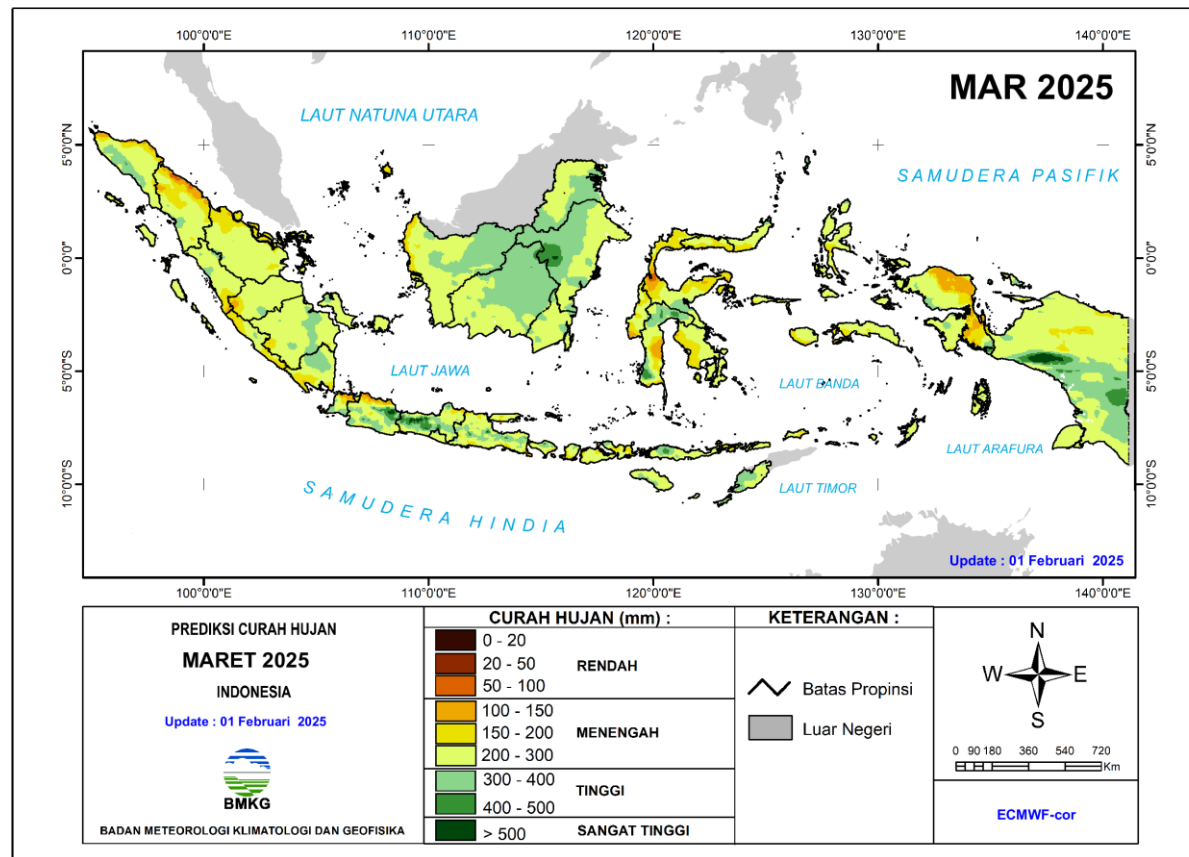 100°0'0"E 110°0'0"E 120°0'0"E 130°0'0"E 140°0'0"E
MAR 2025
LAUT NATUNA UTARA
5°0'0"N 5°0'0"N
SAMUDERA PASIFIK
0°0'0" 0°0'0"
LAUT JAWA
5°0'0"S 5°0'0"S
LAUT BANDA
LAUT ARAFURA
10°0'0"S 10°0'0"S
LAUT TIMOR
SAMUDERA HINDIA
Update : 01 Februari 2025
100°0'0"E 110°0'0"E 120°0'0"E 130°0'0"E 140°0'0"E
PREDIKSI CURAH HUJAN
MARET 2025
INDONESIA
Update : 01 Februari 2025
BMKG
BADAN METEOROLOGI KLIMATOLOGI DAN GEOFISIKA
CURAH HUJAN (mm) :
0 - 20
20 - 50 RENDAH
50 - 100
100 - 150
150 - 200 MENENGAH
200 - 300
300 - 400
TINGGI
400 - 500
> 500 SANGAT TINGGI
KETERANGAN :
Batas Propinsi
Luar Negeri
N
W E
S
0 90 180 360 540 720
Km
ECMWF-cor